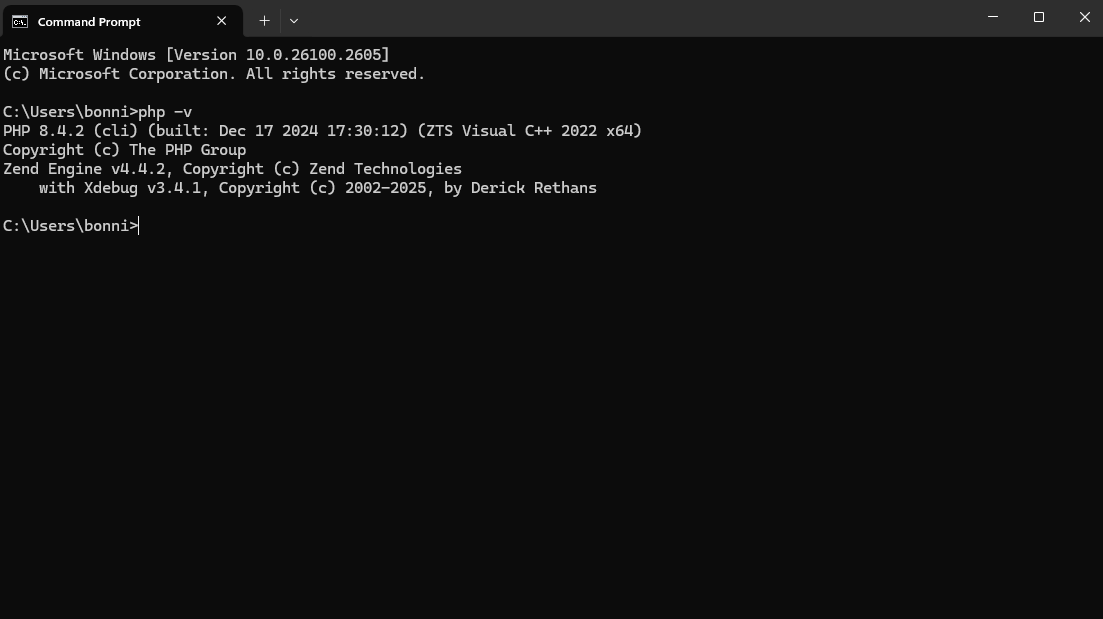 Command Prompt
Microsoft Windows [Version 10.0.26100.2605]
(c) Microsoft Corporation. All rights reserved.
C:\Users\bonni>php -v
PHP 8.4.2 (cli) (built: Dec 17 2024 17:30:12) (ZTS Visual C++ 2022 x64)
Copyright (c) The PHP Group
Zend Engine v4.4.2, Copyright (c) Zend Technologies
    with Xdebug v3.4.1, Copyright (c) 2002-2025, by Derick Rethans
C:\Users\bonni>